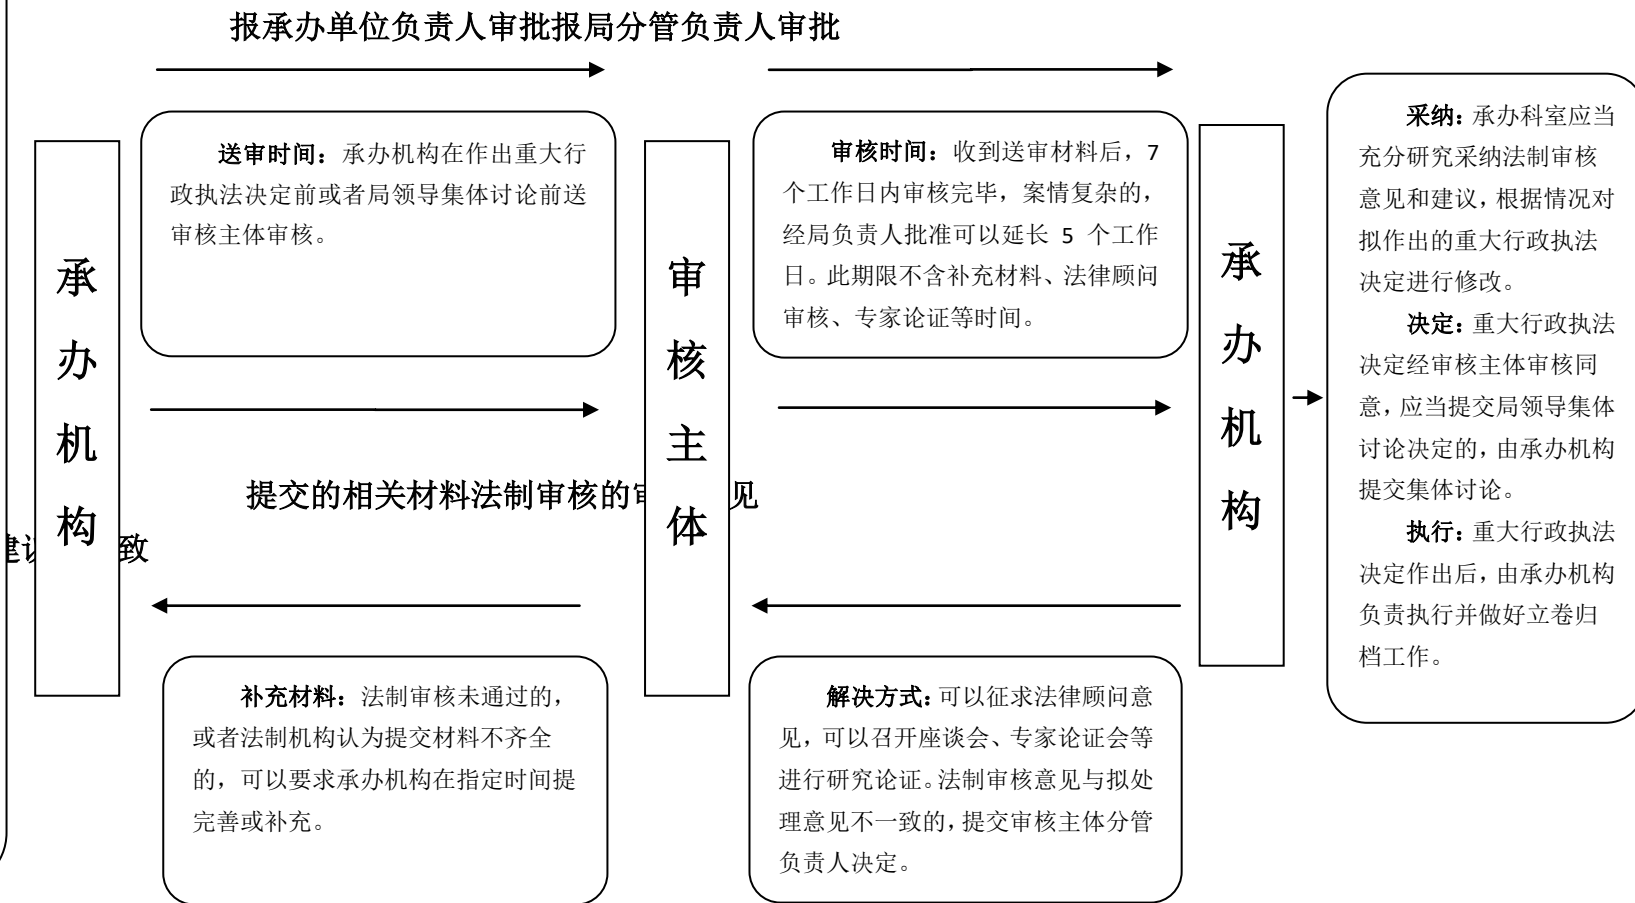 报承办单位负责人审批报局分管负责人审批
承
办
机
构
送审时间：承办机构在作出重大行
政执法决定前或者局领导集体讨论前送
审核主体审核。
审
核
主
体
审核时间：收到送审材料后，7
个工作日内审核完毕，案情复杂的，
经局负责人批准可以延长 5 个工作
日。此期限不含补充材料、法律顾问
审核、专家论证等时间。
承
办
机
构
采纳：承办科室应当
充分研究采纳法制审核
意见和建议，根据情况对
拟作出的重大行政执法
决定进行修改。
决定：重大行政执法
决定经审核主体审核同
意，应当提交局领导集体
讨论决定的，由承办机构
提交集体讨论。
执行：重大行政执法
决定作出后，由承办机构
负责执行并做好立卷归
档工作。
提交的相关材料法制审核的 见
致
补充材料：法制审核未通过的，
或者法制机构认为提交材料不齐全
的，可以要求承办机构在指定时间提
完善或补充。
解决方式：可以征求法律顾问意
见，可以召开座谈会、专家论证会等
进行研究论证。法制审核意见与拟处
理意见不一致的，提交审核主体分管
负责人决定。